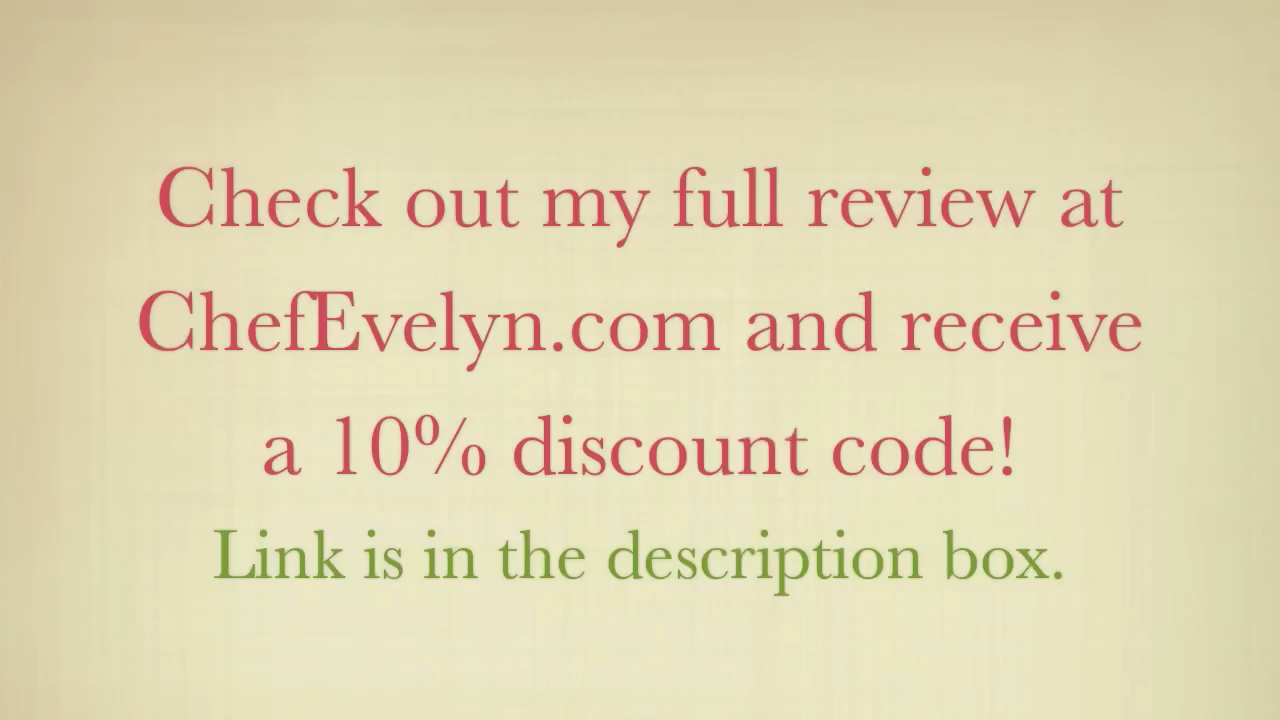 Check out my full review at
ChefEvelyn.com and receive
a 10% discount code!
Link is in the description box.